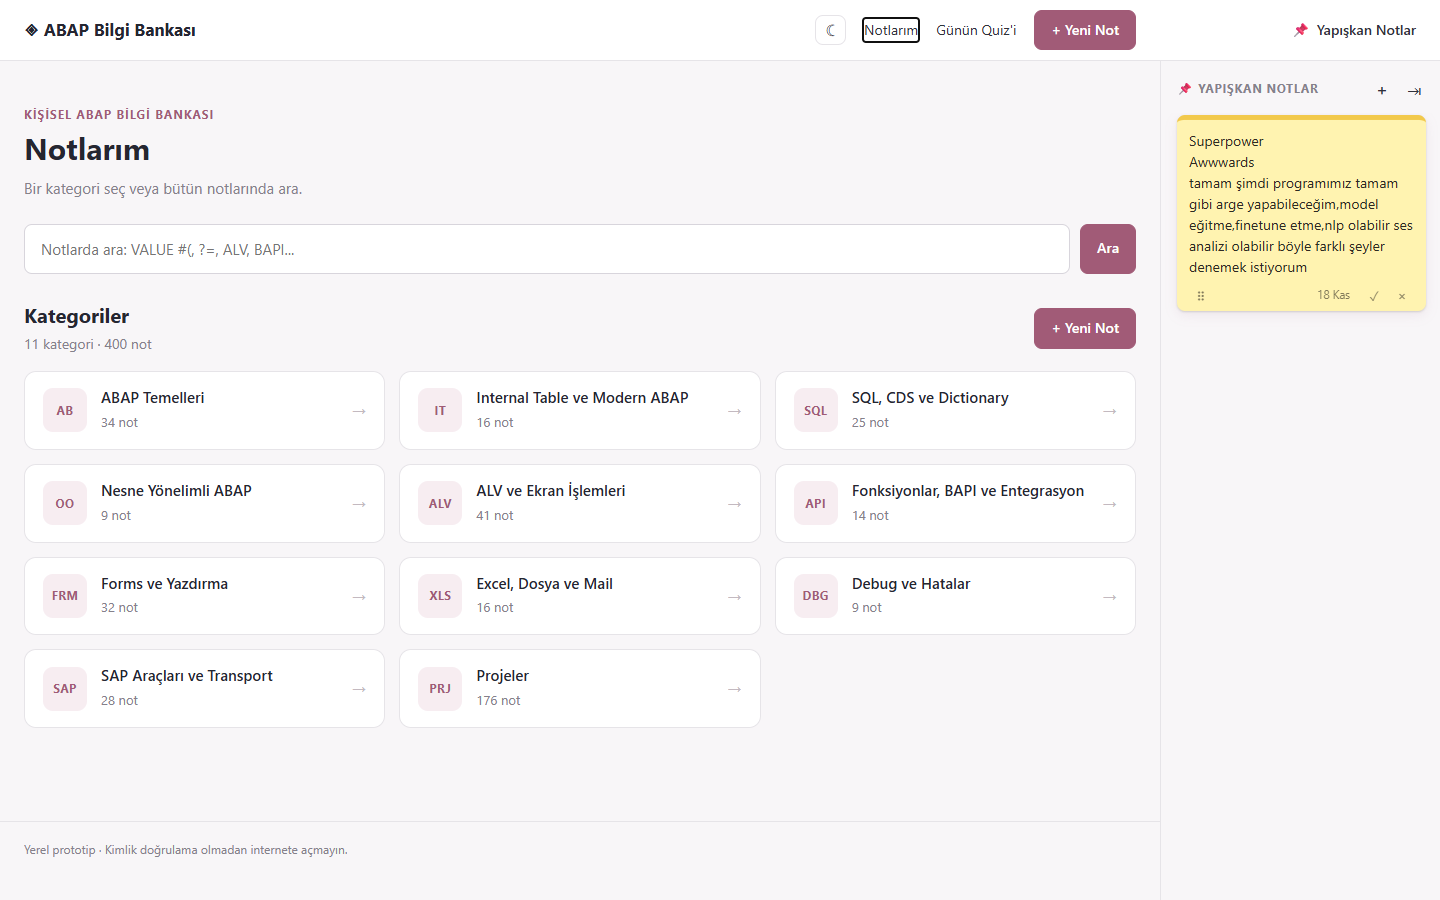 ABAP Bilgi Bankası
Notlarım
Günün Quiz'i
+ Yeni Not
Yapışkan Notlar
KİŞİSEL ABAP BİLGİ BANKASI
Notlarım
Bir kategori seç veya bütün notlarında ara.
Notlarda ara: VALUE #(, ?=, ALV, BAPI...
Ara
Kategoriler
11 kategori · 400 not
+ Yeni Not
AB
ABAP Temelleri
34 not
→
IT
Internal Table ve Modern ABAP
16 not
→
SQL
SQL, CDS ve Dictionary
25 not
→
OO
Nesne Yönelimli ABAP
9 not
→
ALV
ALV ve Ekran İşlemleri
41 not
→
API
Fonksiyonlar, BAPI ve Entegrasyon
14 not
→
FRM
Forms ve Yazdırma
32 not
→
XLS
Excel, Dosya ve Mail
16 not
→
DBG
Debug ve Hatalar
9 not
→
SAP
SAP Araçları ve Transport
28 not
→
PRJ
Projeler
176 not
→
Yerel prototip · Kimlik doğrulama olmadan internete açmayın.
YAPIŞKAN NOTLAR
+
Superpower
Awwwards
tamam şimdi programımız tamam
gibi arge yapabileceğim,model
eğitme,finetune etme,nlp olabilir ses
analizi olabilir böyle farklı şeyler
denemek istiyorum
18 Kas